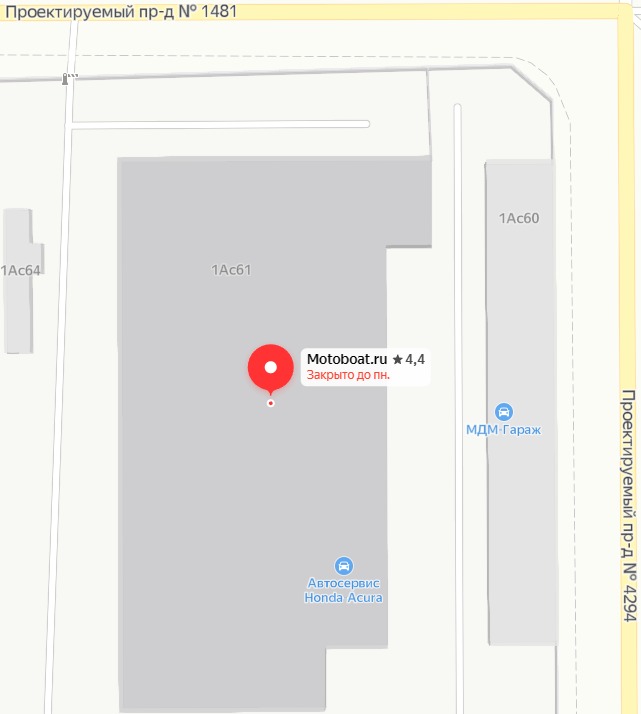 Проектируемый пр-д № 1481
1Ас60
1Ас61
1Ас64
Motoboat.ru ★ 4,4
Закрыто до пн.
МДМ-Гараж
Проектируемый пр-д № 4294
Автосервис
Honda Acura